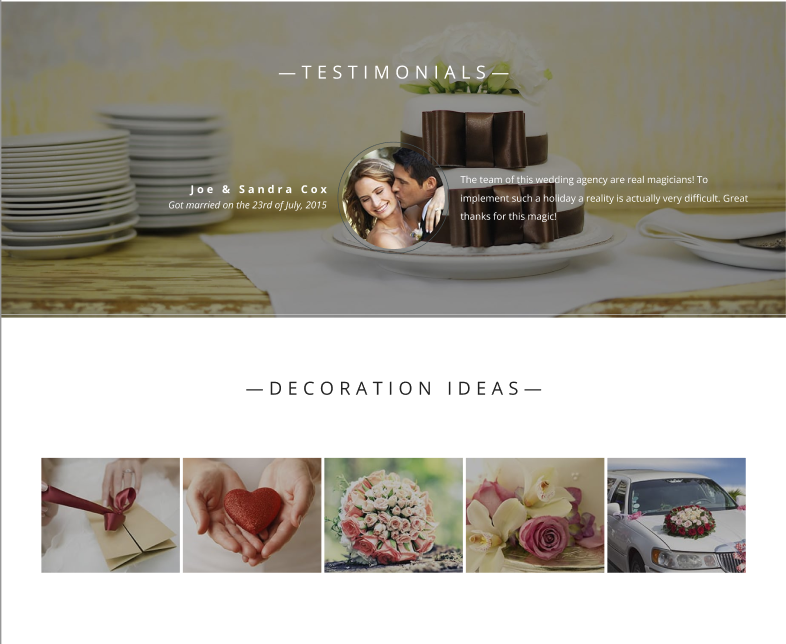 —TESTIMONIALS—
Joe & Sandra Cox
Got married on the 23rd of July, 2015
The team of this wedding agency are real magicians! To
implement such a holiday a reality is actually very difficult. Great
thanks for this magic!
—DECORATION IDEAS—